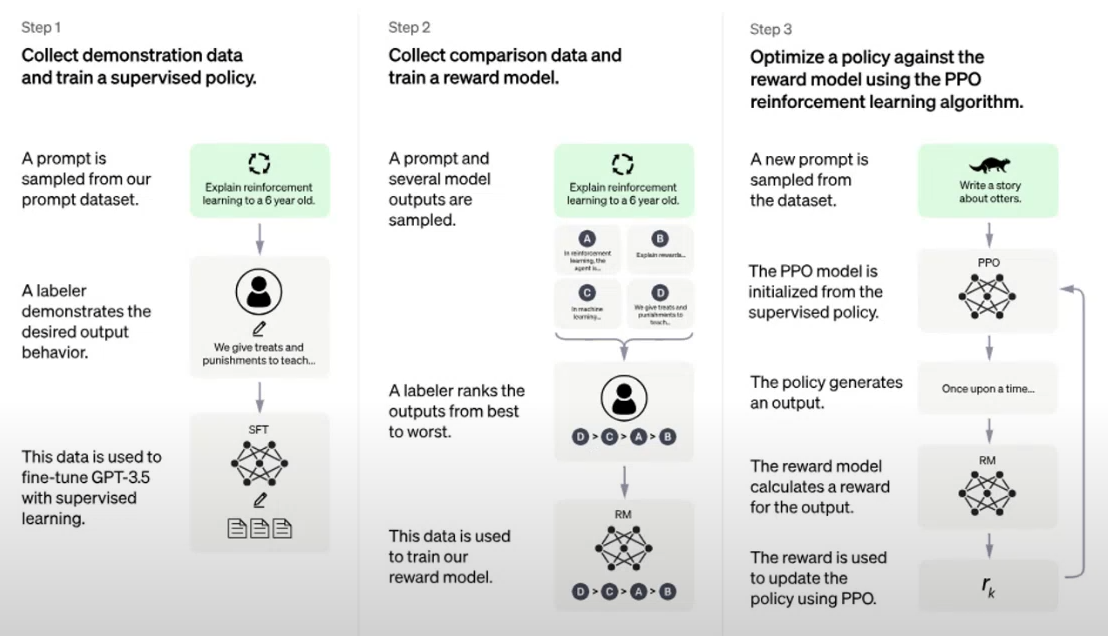 Step 1
Collect demonstration data
and train a supervised policy.
A prompt is
sampled from our
prompt dataset.
Explain reinforcement
learning to a 6 year old.
A labeler
demonstrates the
desired output
behavior.
We give treats and
punishments to teach...
This data is used to
fine-tune GPT-3.5
with supervised
learning.
SFT
Step 2
Collect comparison data and
train a reward model.
A prompt and
several model
outputs are
sampled.
Explain reinforcement
learning to a 6 year old.
A
In reinforcement
learning, the
agent is...
B
Explain rewards...
C
In machine
learning...
D
We give treats and
punishments to
teach...
A labeler ranks the
outputs from best
to worst.
D > C > A > B
This data is used
to train our
reward model.
RM
D > C > A > B
Step 3
Optimize a policy against the
reward model using the PPO
reinforcement learning algorithm.
A new prompt is
sampled from
the dataset.
Write a story
about otters.
The PPO model is
initialized from the
supervised policy.
PPO
The policy generates
an output.
Once upon a time...
The reward model
calculates a reward
for the output.
RM
The reward is used
to update the
policy using PPO.
rk